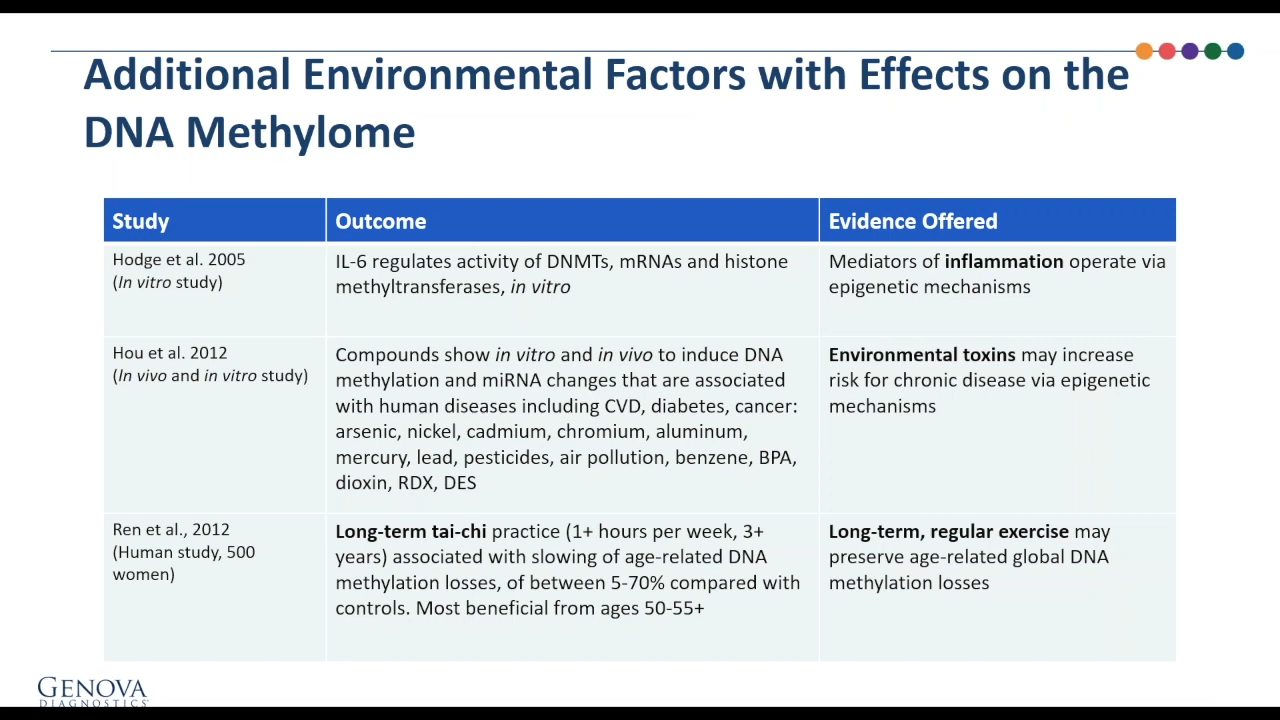 Additional Environmental Factors with Effects on the
DNA Methylome
Study
Outcome
Evidence Offered
Hodge et al. 2005
(In vitro study)
IL-6 regulates activity of DNMTs, mRNAs and histone
methyltransferases, in vitro
Mediators of inflammation operate via
epigenetic mechanisms
Hou et al. 2012
(In vivo and in vitro study)
Compounds show in vitro and in vivo to induce DNA
methylation and miRNA changes that are associated
with human diseases including CVD, diabetes, cancer:
arsenic, nickel, cadmium, chromium, aluminum,
mercury, lead, pesticides, air pollution, benzene, BPA,
dioxin, RDX, DES
Environmental toxins may increase
risk for chronic disease via epigenetic
mechanisms
Ren et al., 2012
(Human study, 500
women)
Long-term tai-chi practice (1+ hours per week, 3+
years) associated with slowing of age-related DNA
methylation losses, of between 5-70% compared with
controls. Most beneficial from ages 50-55+
Long-term, regular exercise may
preserve age-related global DNA
methylation losses
GENOVA
DIAGNOSTICS